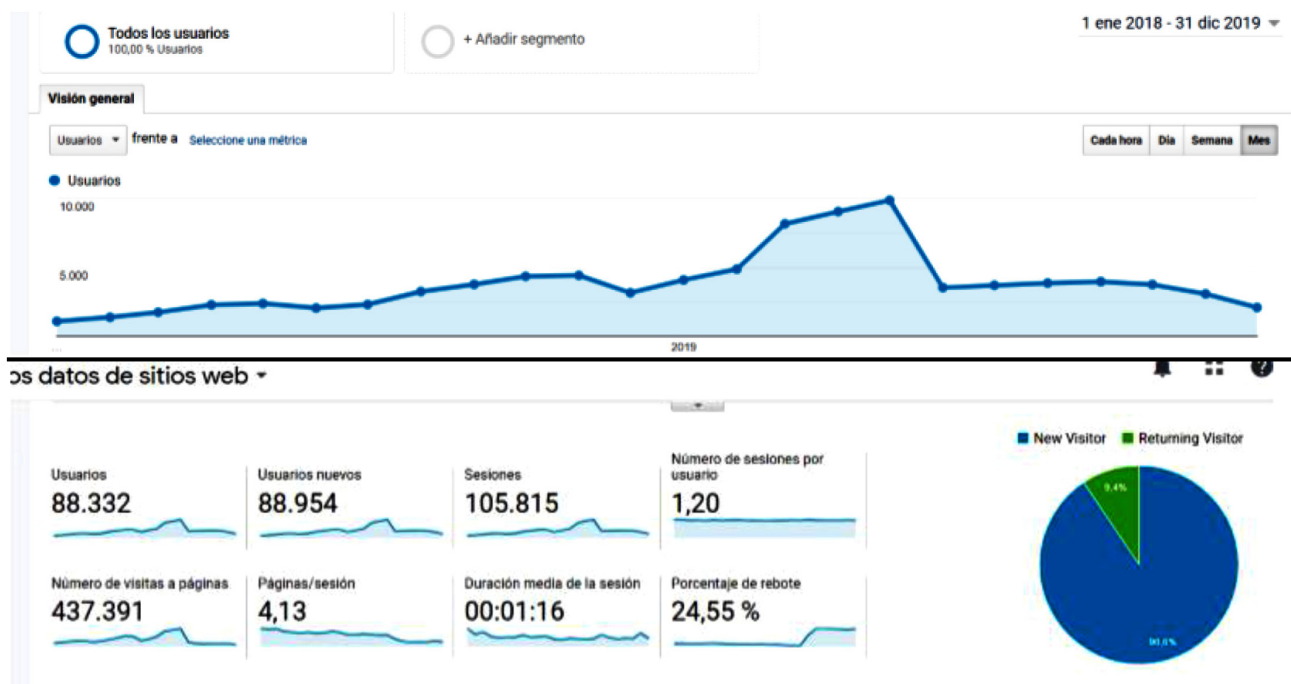 Todos los usuarios
100,00 % Usuarios
+ Añadir segmento
1 ene 2018 - 31 dic 2019
Visión general
Usuarios frente a Seleccione una métrica
Cada hora Día Semana Mes
Usuarios
10.000
5.000
...
2019
os datos de sitios web
New Visitor Returning Visitor
Usuarios
88.332
Usuarios nuevos
88.954
Sesiones
105.815
Número de sesiones por
usuario
1,20
Número de visitas a páginas
437.391
Páginas/sesión
4,13
Duración media de la sesión
00:01:16
Porcentaje de rebote
24,55 %
9,4%
90,6%